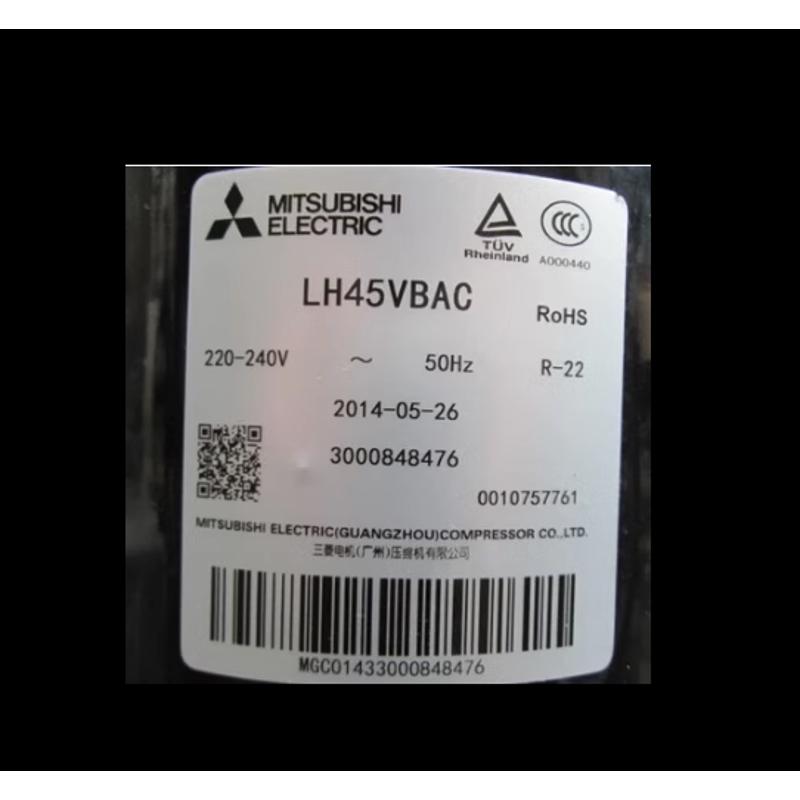 MITSUBISHI
ELECTRIC
TÜV
Rheinland
CCC S
A000440
LH45VBAC
RoHS
220-240V ～ 50Hz R-22
2014-05-26
3000848476
0010757761
MITSUBISHI ELECTRIC(GUANGZHOU)COMPRESSOR CO.,LTD.
三菱电机(广州)压缩机有限公司
MGC01433000848476